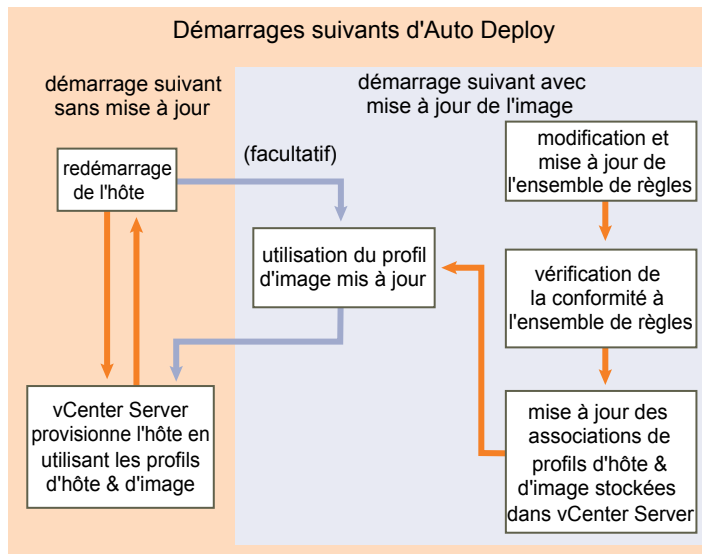 Démarrages suivants d'Auto Deploy
démarrage suivant
sans mise à jour
démarrage suivant avec
mise à jour de l'image
redémarrage
de l'hôte
(facultatif)
modification et
mise à jour de
l'ensemble de règles
utilisation du profil
d'image mis à jour
vérification de
la conformité à
l'ensemble de règles
vCenter Server
provisionne l'hôte en
utilisant les profils
d'hôte & d'image
mise à jour des
associations de
profils d'hôte &
d'image stockées
dans vCenter Server